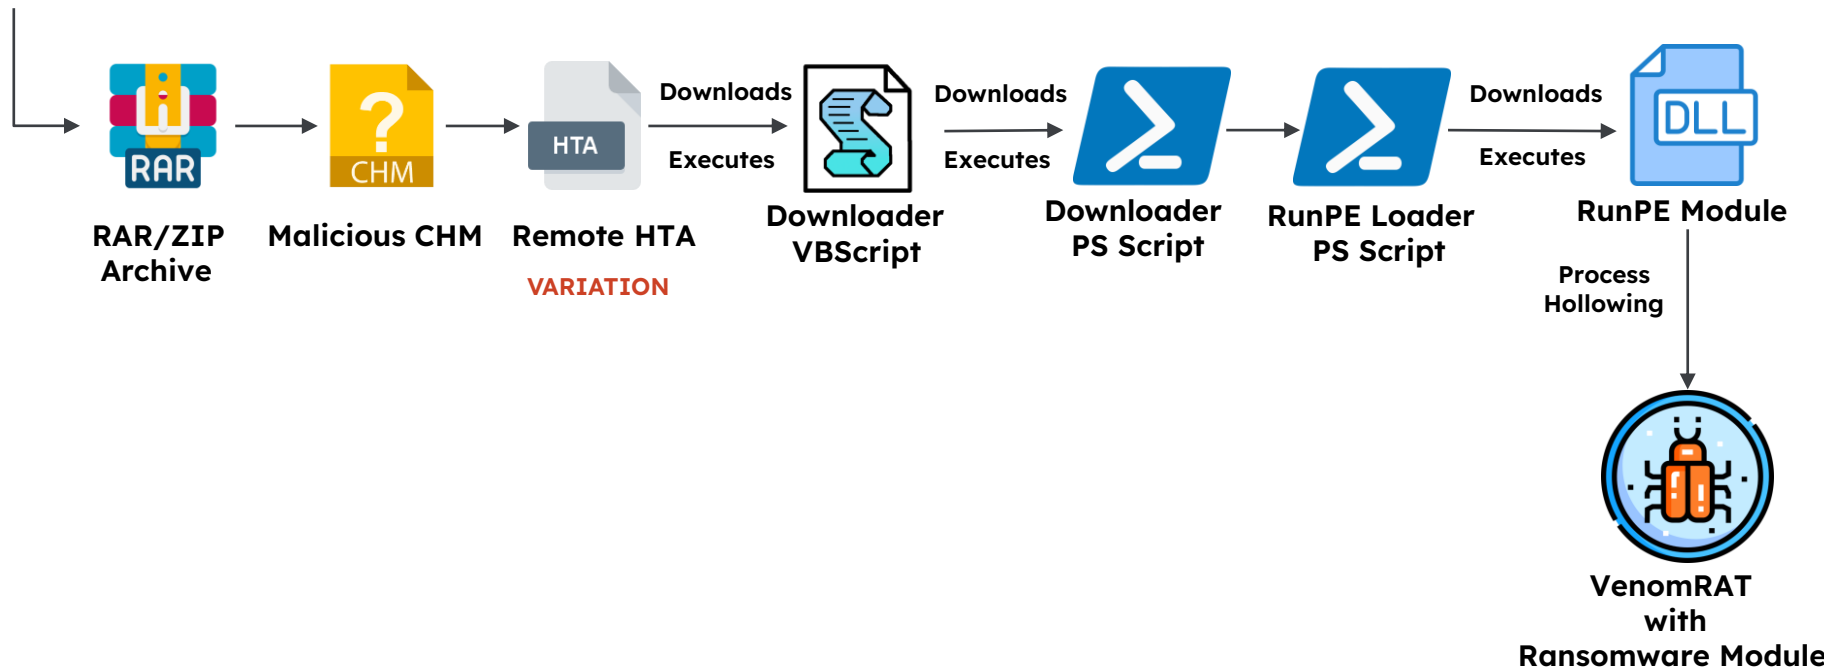 RAR
CHM
HTA
DLL
RAR/ZIP
Archive
Malicious CHM
Remote HTA
VARIATION
Downloads
Executes
Downloader
VBScript
Downloads
Executes
Downloader
PS Script
RunPE Loader
PS Script
Downloads
Executes
RunPE Module
Process
Hollowing
VenomRAT
with
Ransomware Module